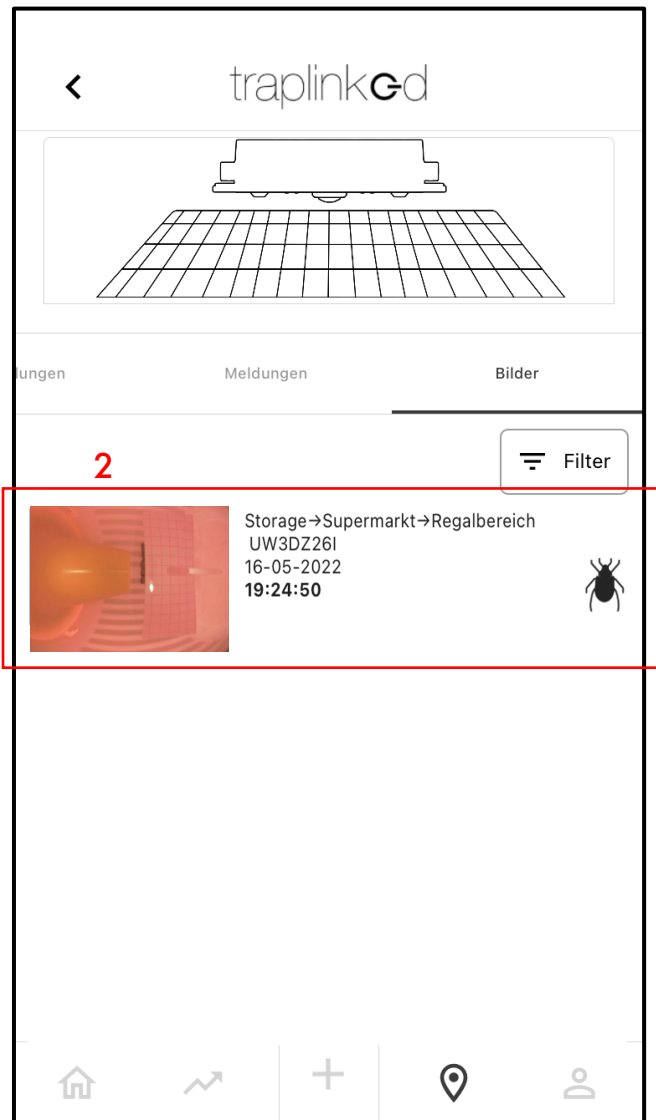 traplinked
lungen Meldungen Bilder
Filter
2
Storage→Supermarkt→Regalbereich
UW3DZ26I
16-05-2022
19:24:50